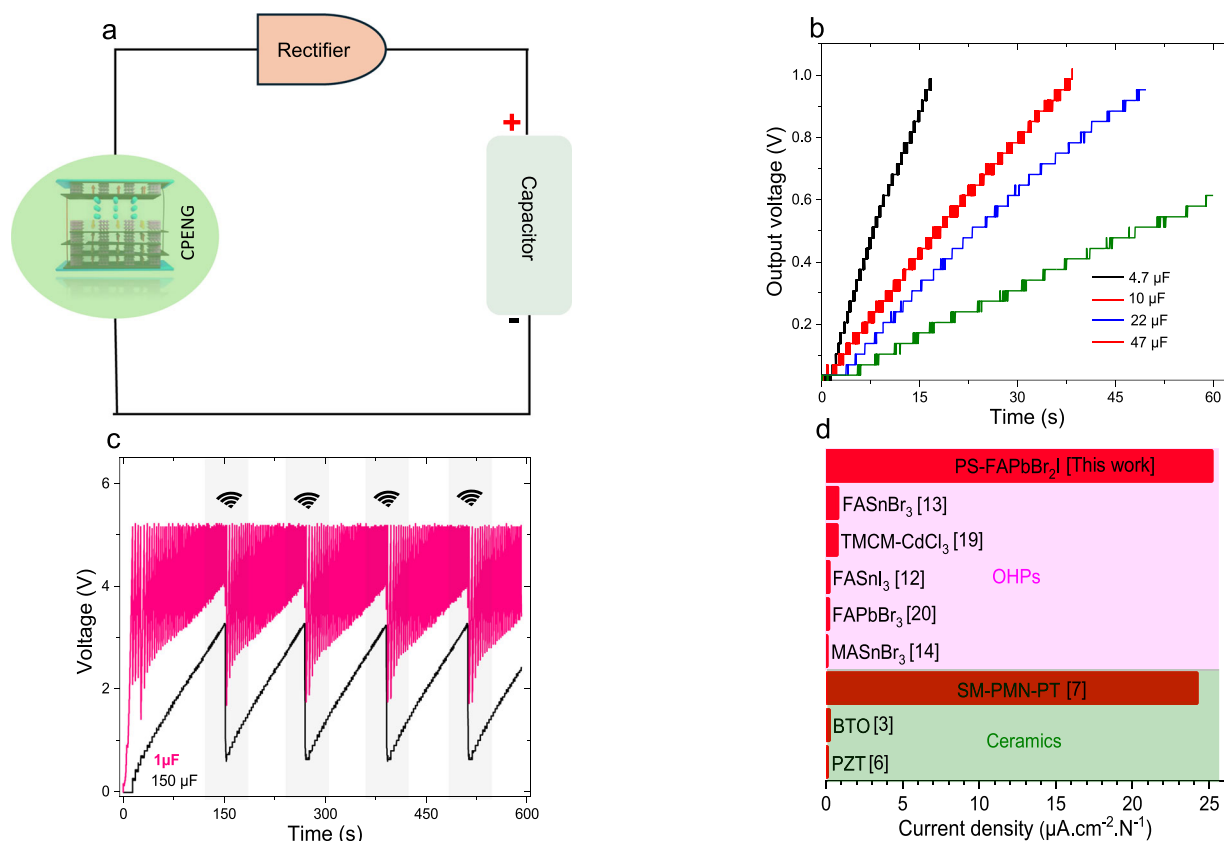 a
Rectifier
+
Capacitor
-
CPENG
b
Output voltage (V)
1.0
0.8
0.6
0.4
0.2
4.7 µF
10 µF
22 µF
47 µF
0 15 30 45 60
Time (s)
c
Voltage (V)
6
4
2
0
1µF
150 µF
0 150 300 450 600
Time (s)
d
PS-FAPbBr₂I [This work]
FASnBr₃ [13]
TMCM-CdCl₃ [19]
FASnI₃ [12]
OHPs
FAPbBr₃ [20]
MASnBr₃ [14]
SM-PMN-PT [7]
BTO [3]
Ceramics
PZT [6]
0 5 10 15 20 25
Current density (µA.cm⁻².N⁻¹)